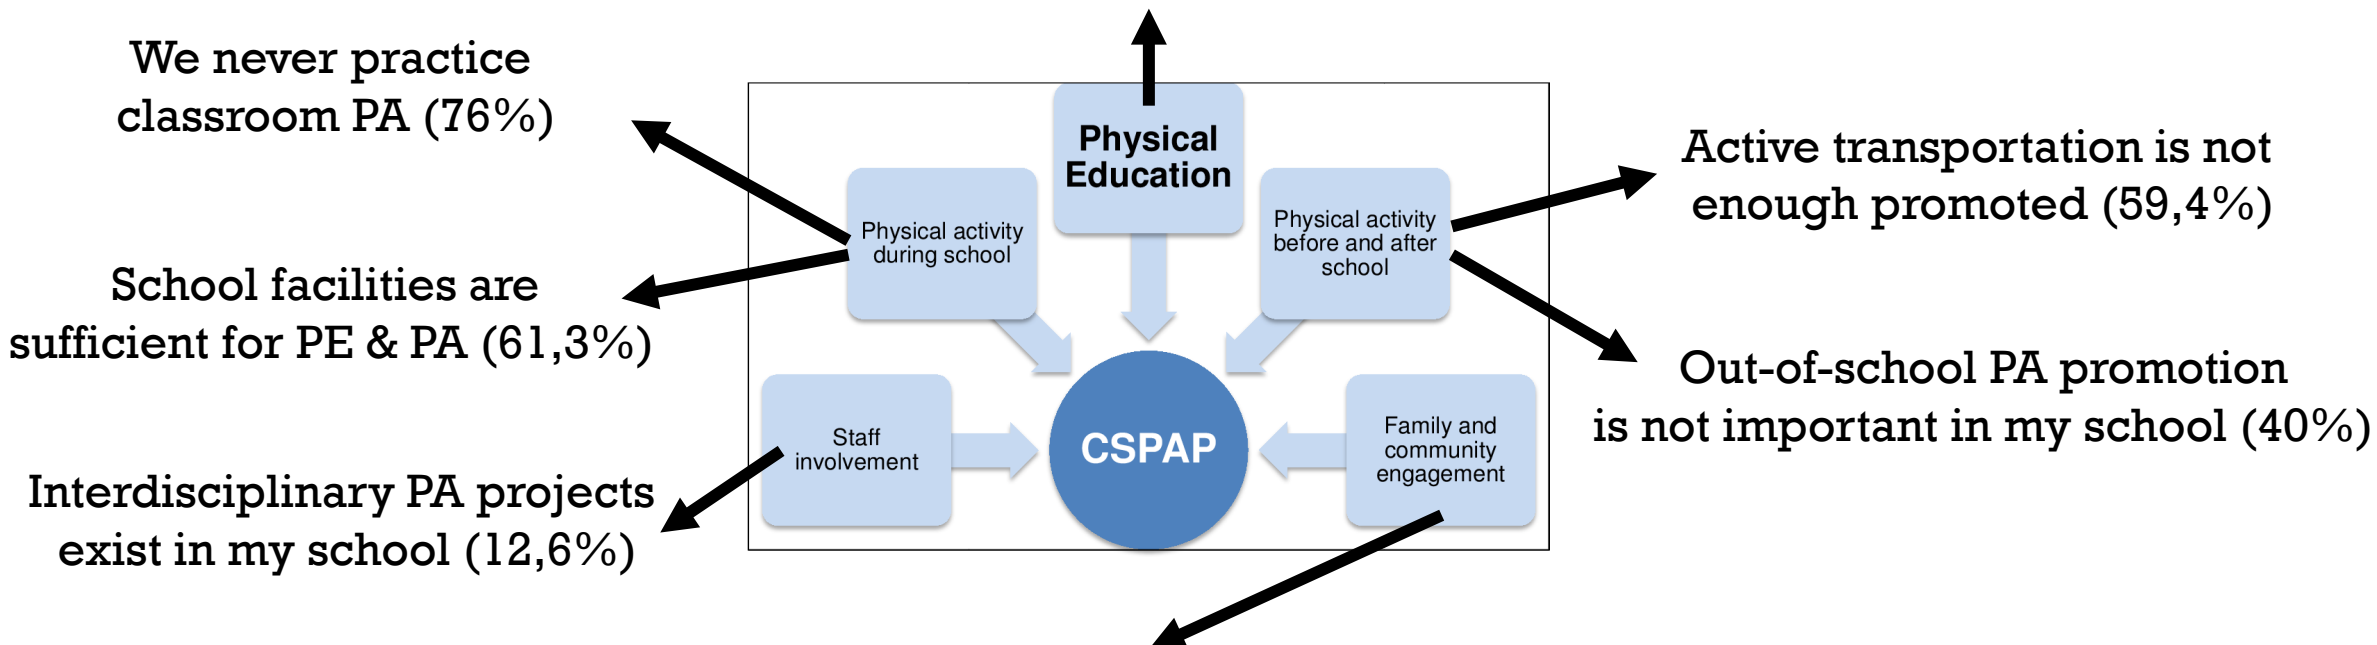 We never practice
classroom PA (76%)
School facilities are
sufficient for PE & PA (61,3%)
Interdisciplinary PA projects
exist in my school (12,6%)
Physical
Education
Physical activity
during school
Physical activity
before and after
school
Staff
involvement
CSPAP
Family and
community
engagement
Active transportation is not
enough promoted (59,4%)
Out-of-school PA promotion
is not important in my school (40%)